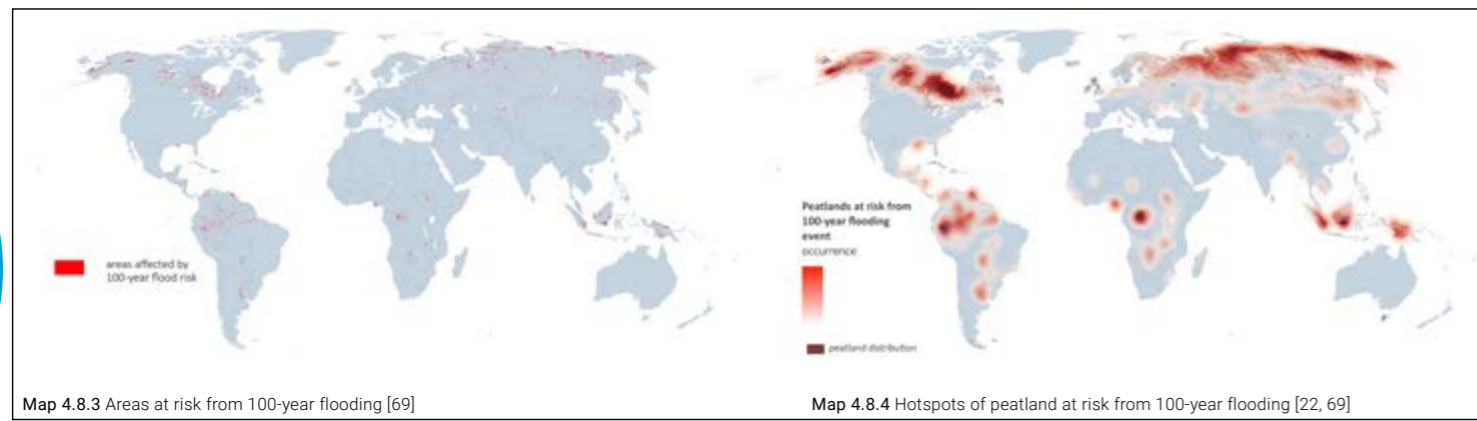 areas affected by
100-year flood risk
Map 4.8.3 Areas at risk from 100-year flooding [69]
Peatlands at risk from
100-year flooding
event
occurrence
peatland distribution
Map 4.8.4 Hotspots of peatland at risk from 100-year flooding [22, 69]